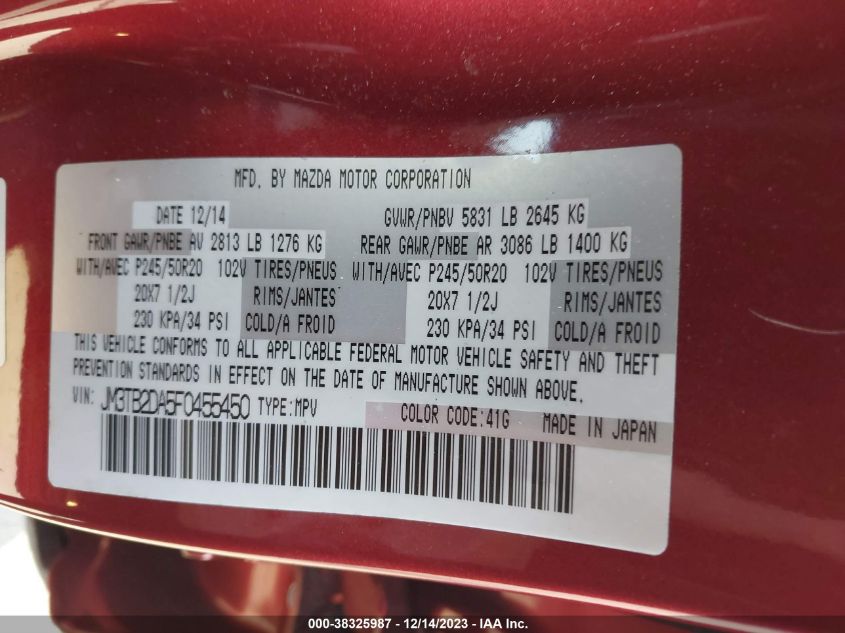 MFD. BY MAZDA MOTOR CORPORATION
DATE 12/14 GVWR/PNBV 5831 LB 2645 KG
FRONT GAWR/PNBE AV 2813 LB 1276 KG REAR GAWR/PNBE AR 3086 LB 1400 KG
WITH/AVEC P245/50R20 102V TIRES/PNEUS WITH/AVEC P245/50R20 102V TIRES/PNEUS
20X7 1/2J RIMS/JANTES 20X7 1/2J RIMS/JANTES
230 KPA/34 PSI COLD/A FROID 230 KPA/34 PSI COLD/A FROID
THIS VEHICLE CONFORMS TO ALL APPLICABLE FEDERAL MOTOR VEHICLE SAFETY AND THEFT
PREVENTION STANDARDS IN EFFECT ON THE DATE OF MANUFACTURE SHOWN ABOVE.
VIN: JM3TB2DA5F0455450 TYPE:MPV COLOR CODE:41G MADE IN JAPAN
000-38325987 - 12/14/2023 - IAA Inc.